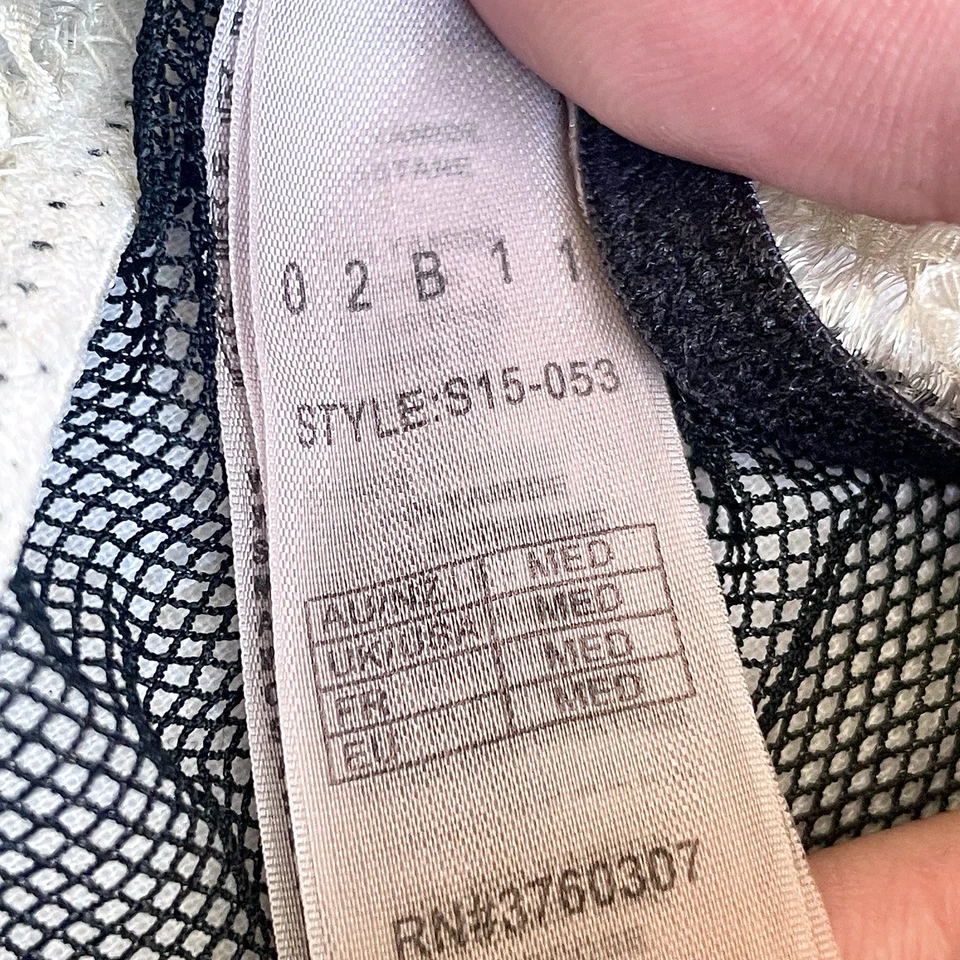 0 2 B 1 1
STYLE:S15-053
AU/NZ MED
UK/USA MED
FR MED
EU MED
RN#3760307